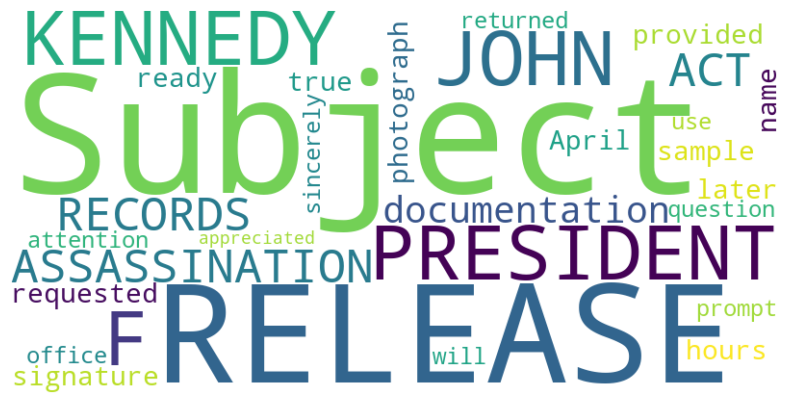 KENNEDY
returned
JOHN
provided
ready
true
photograph
ACT
name
Subject
sincerely
April
use
sample
later
RECORDS
documentation
question
attention
appreciated
PRESIDENT
ASSASSINATION
requested
F
RELEASE
prompt
office
will
hours
signature